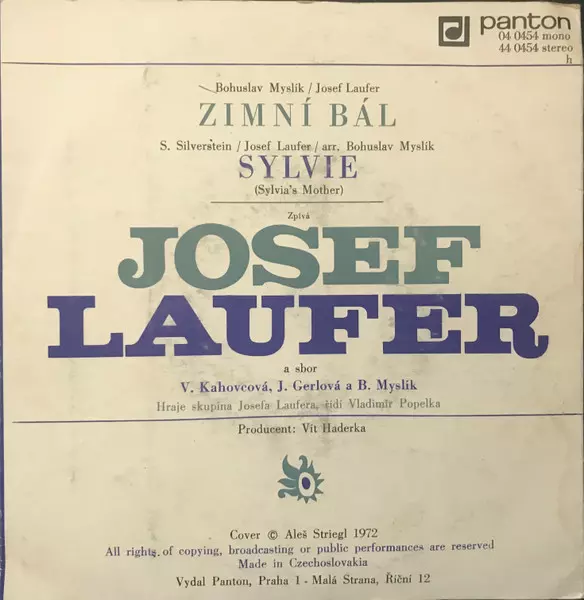 panton
04 0454 mono
44 0454 stereo
h
Bohuslav Myslík / Josef Laufer
ZIMNÍ BÁL
S. Silverstein / Josef Laufer / arr. Bohuslav Myslík
SYLVIE
(Sylvia's Mother)
Zpívá
JOSEF
LAUFER
a sbor
V. Kahovcová, J. Gerlová a B. Myslík
Hraje skupina Josefa Laufera, řídí Vladimír Popelka
Producent: Vít Haderka
Cover © Aleš Striegl 1972
All rights of copying, broadcasting or public performances are reserved
Made in Czechoslovakia
Vydal Panton, Praha 1 - Malá Strana, Říční 12